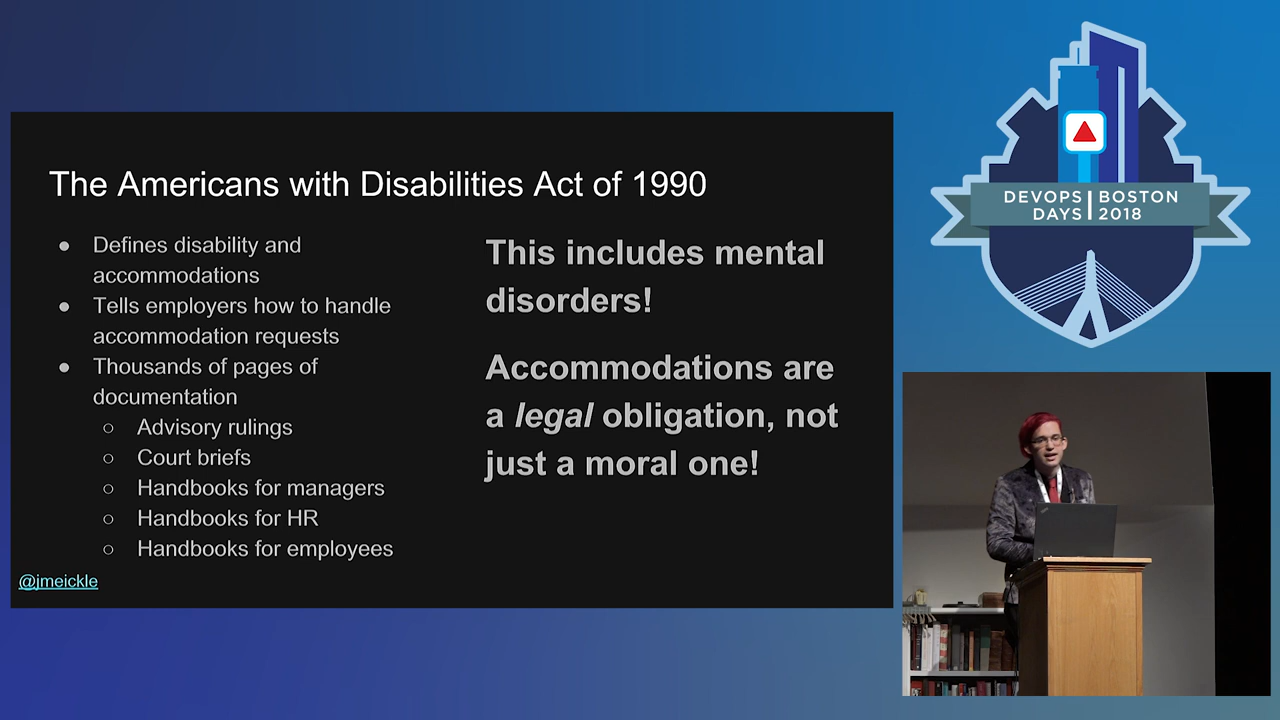 The Americans with Disabilities Act of 1990
● Defines disability and
accommodations
● Tells employers how to handle
accommodation requests
● Thousands of pages of
documentation
○ Advisory rulings
○ Court briefs
○ Handbooks for managers
○ Handbooks for HR
○ Handbooks for employees
This includes mental
disorders!
Accommodations are
a legal obligation, not
just a moral one!
@jmeickle
DEVOPS BOSTON
DAYS 2018